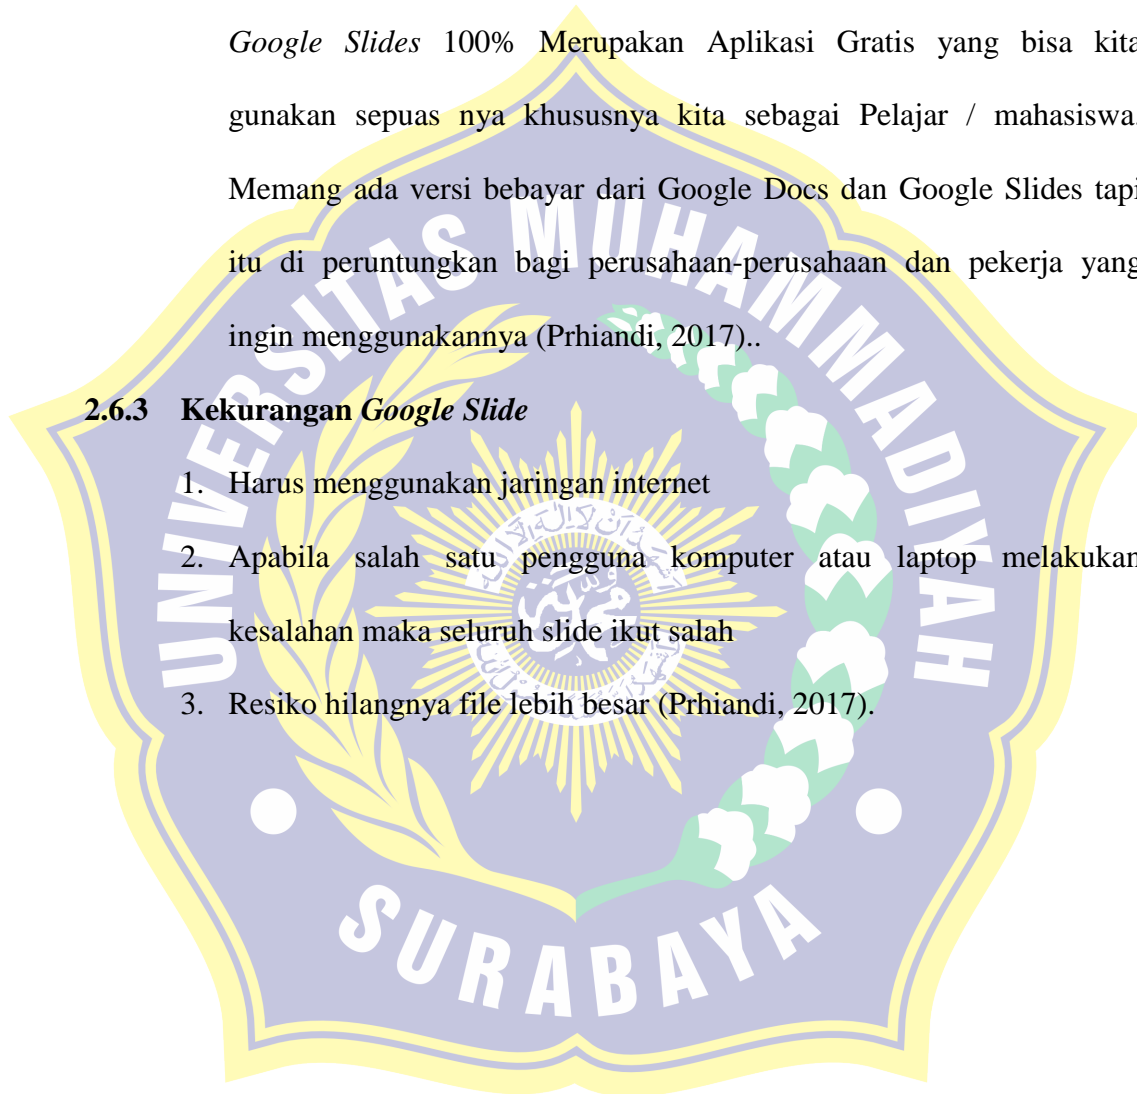 Google Slides 100% Merupakan Aplikasi Gratis yang bisa kita
gunakan sepuas nya khususnya kita sebagai Pelajar / mahasiswa.
Memang ada versi bebayar dari Google Docs dan Google Slides tapi
itu di peruntungkan bagi perusahaan-perusahaan dan pekerja yang
ingin menggunakannya (Prhiandi, 2017)..
2.6.3 Kekurangan Google Slide
1. Harus menggunakan jaringan internet
2. Apabila salah satu pengguna komputer atau laptop melakukan
kesalahan maka seluruh slide ikut salah
3. Resiko hilangnya file lebih besar (Prhiandi, 2017).
UNIVERSITAS MUHAMMADIYAH
SURABAYA